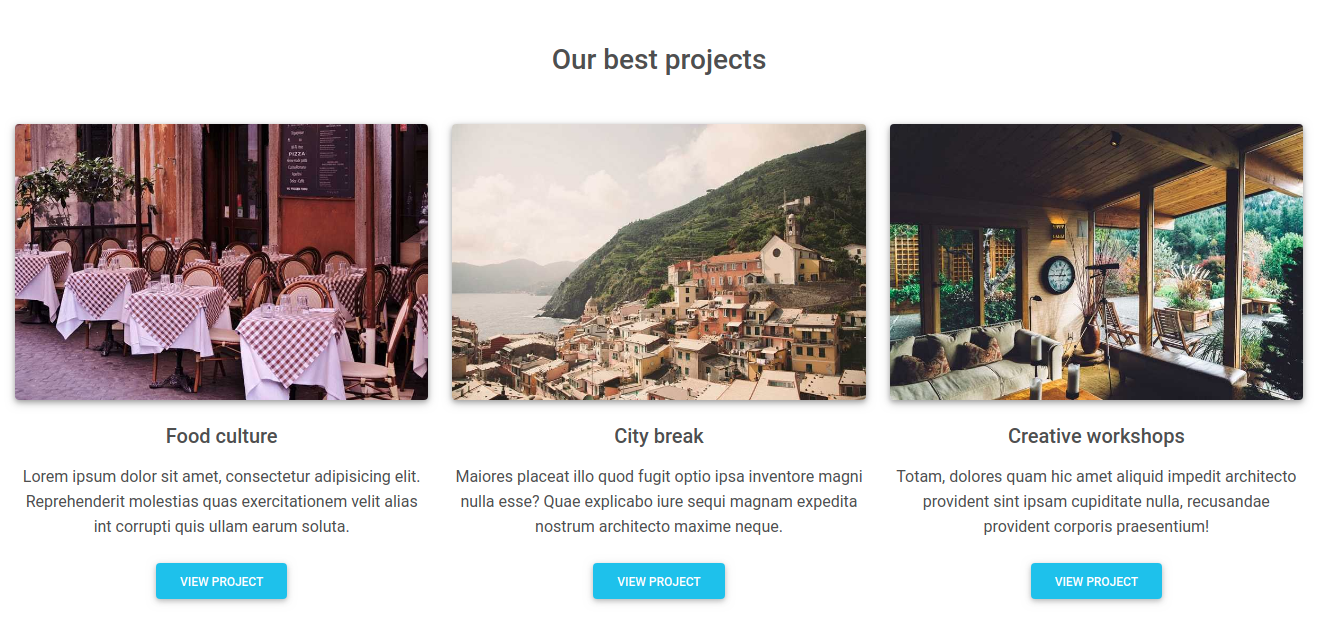 Our best projects
PIZZA
Food culture
Lorem ipsum dolor sit amet, consectetur adipisicing elit.
Reprehenderit molestias quas exercitationem velit alias
int corrupti quis ullam earum soluta.
VIEW PROJECT
City break
Maiores placeat illo quod fugit optio ipsa inventore magni
nulla esse? Quae explicabo iure sequi magnam expedita
nostrum architecto maxime neque.
VIEW PROJECT
Creative workshops
Totam, dolores quam hic amet aliquid impedit architecto
provident sint ipsam cupiditate nulla, recusandae
provident corporis praesentium!
VIEW PROJECT